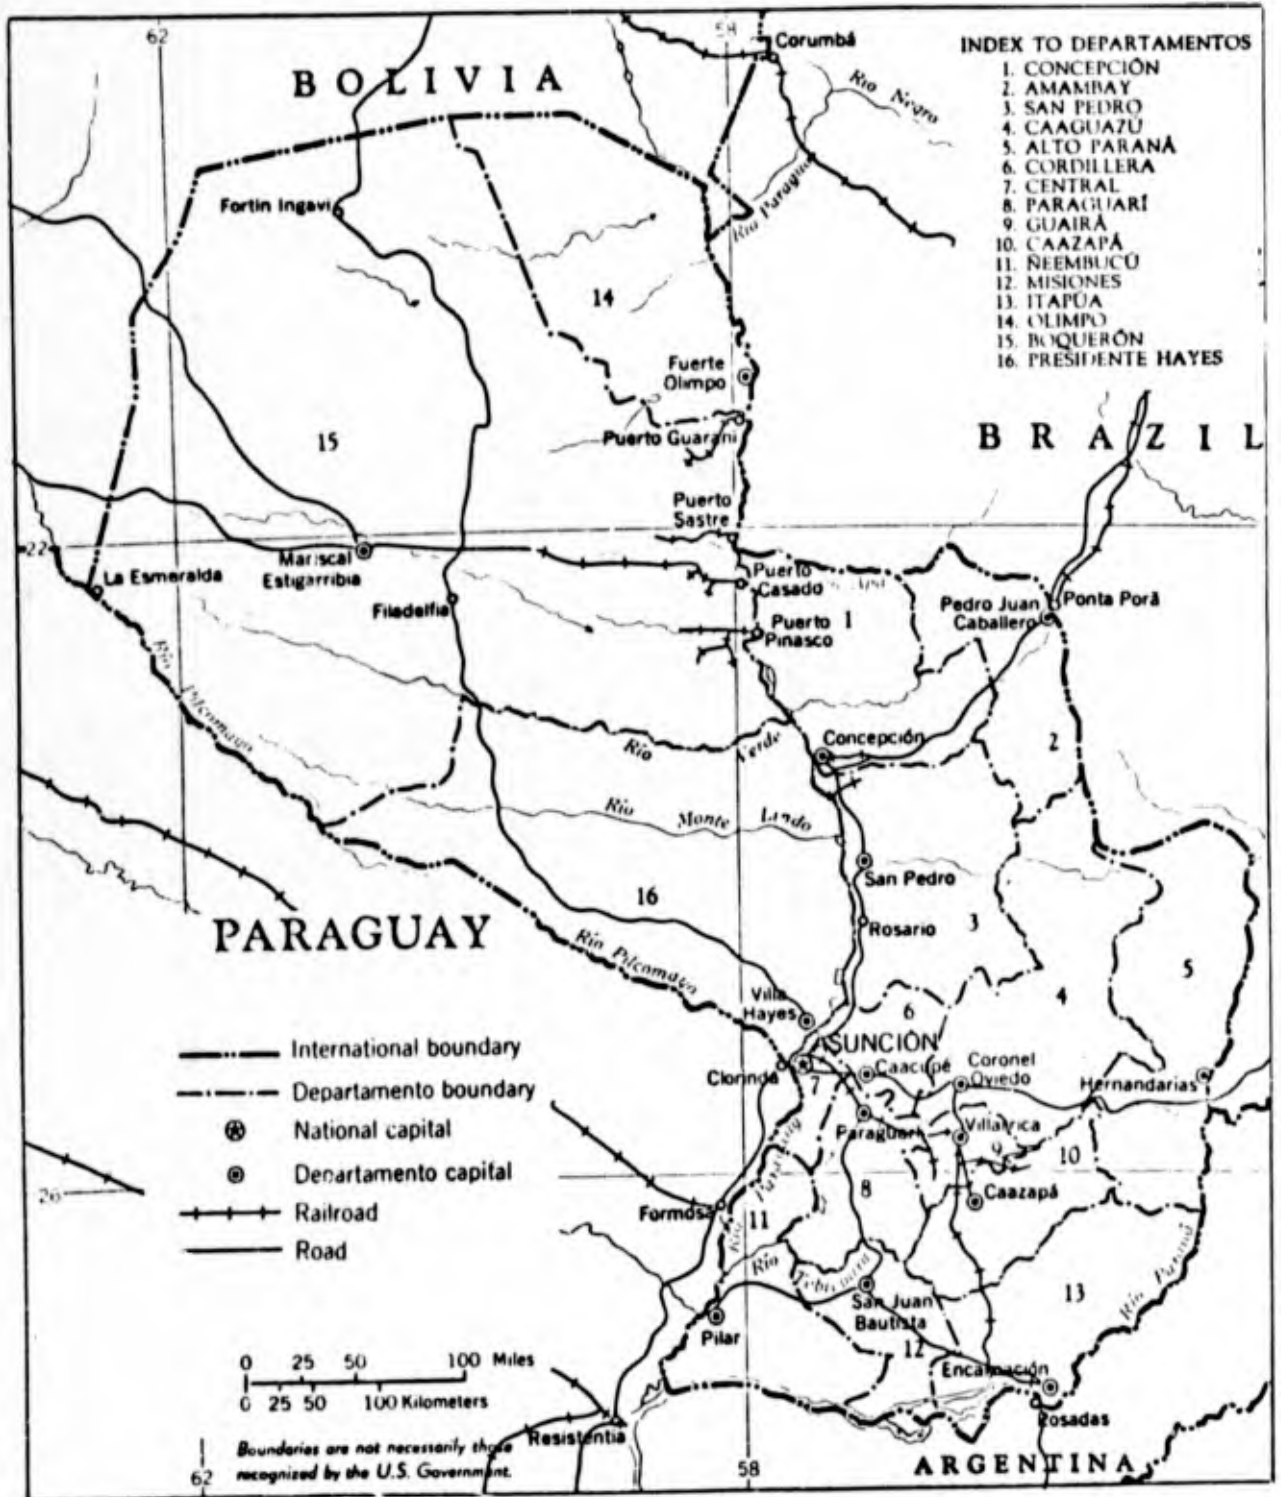 62
58
Corumbá
BOLIVIA
Río Negro
INDEX TO DEPARTAMENTOS
1. CONCEPCIÓN
2. AMAMBAY
3. SAN PEDRO
4. CAAGUAZÚ
5. ALTO PARANÁ
6. CORDILLERA
7. CENTRAL
8. PARAGUARÍ
9. GUAIRÁ
10. CAAZAPÁ
11. ÑEEMBUCÚ
12. MISIONES
13. ITAPÚA
14. OLIMPO
15. BOQUERÓN
16. PRESIDENTE HAYES
Fortin Ingavi
Río Paragua
14
Fuerte
Olimpo
15
Puerto Guaraní
BRAZIL
Puerto
Sastre
22
Mariscal
Estigarribia
La Esmeralda
Filadelfia
Puerto
Casado
Puerto
Pinasco
1
Pedro Juan
Caballero
Ponta Porã
Río Pilcomayo
Río Verde
Concepción
2
Río Monte Lindo
San Pedro
16
Rosario
3
PARAGUAY
Río Pilcomayo
Villa
Hayes
6
4
5
ASUNCIÓN
Clorinda
7
Caacupé
Coronel
Oviedo
Hernandarias
International boundary
Departamento boundary
National capital
Departamento capital
Railroad
Road
Paraguarí
Villarrica
9
10
26
8
Caazapá
Formosa
11
Río Paraguay
Río Tebicuary
San Juan
Bautista
13
Río Paraná
Pilar
12
Encarnación
Posadas
0 25 50 100 Miles
0 25 50 100 Kilometers
Boundaries are not necessarily those
recognized by the U.S. Government.
Resistentia
62
58
ARGENTINA